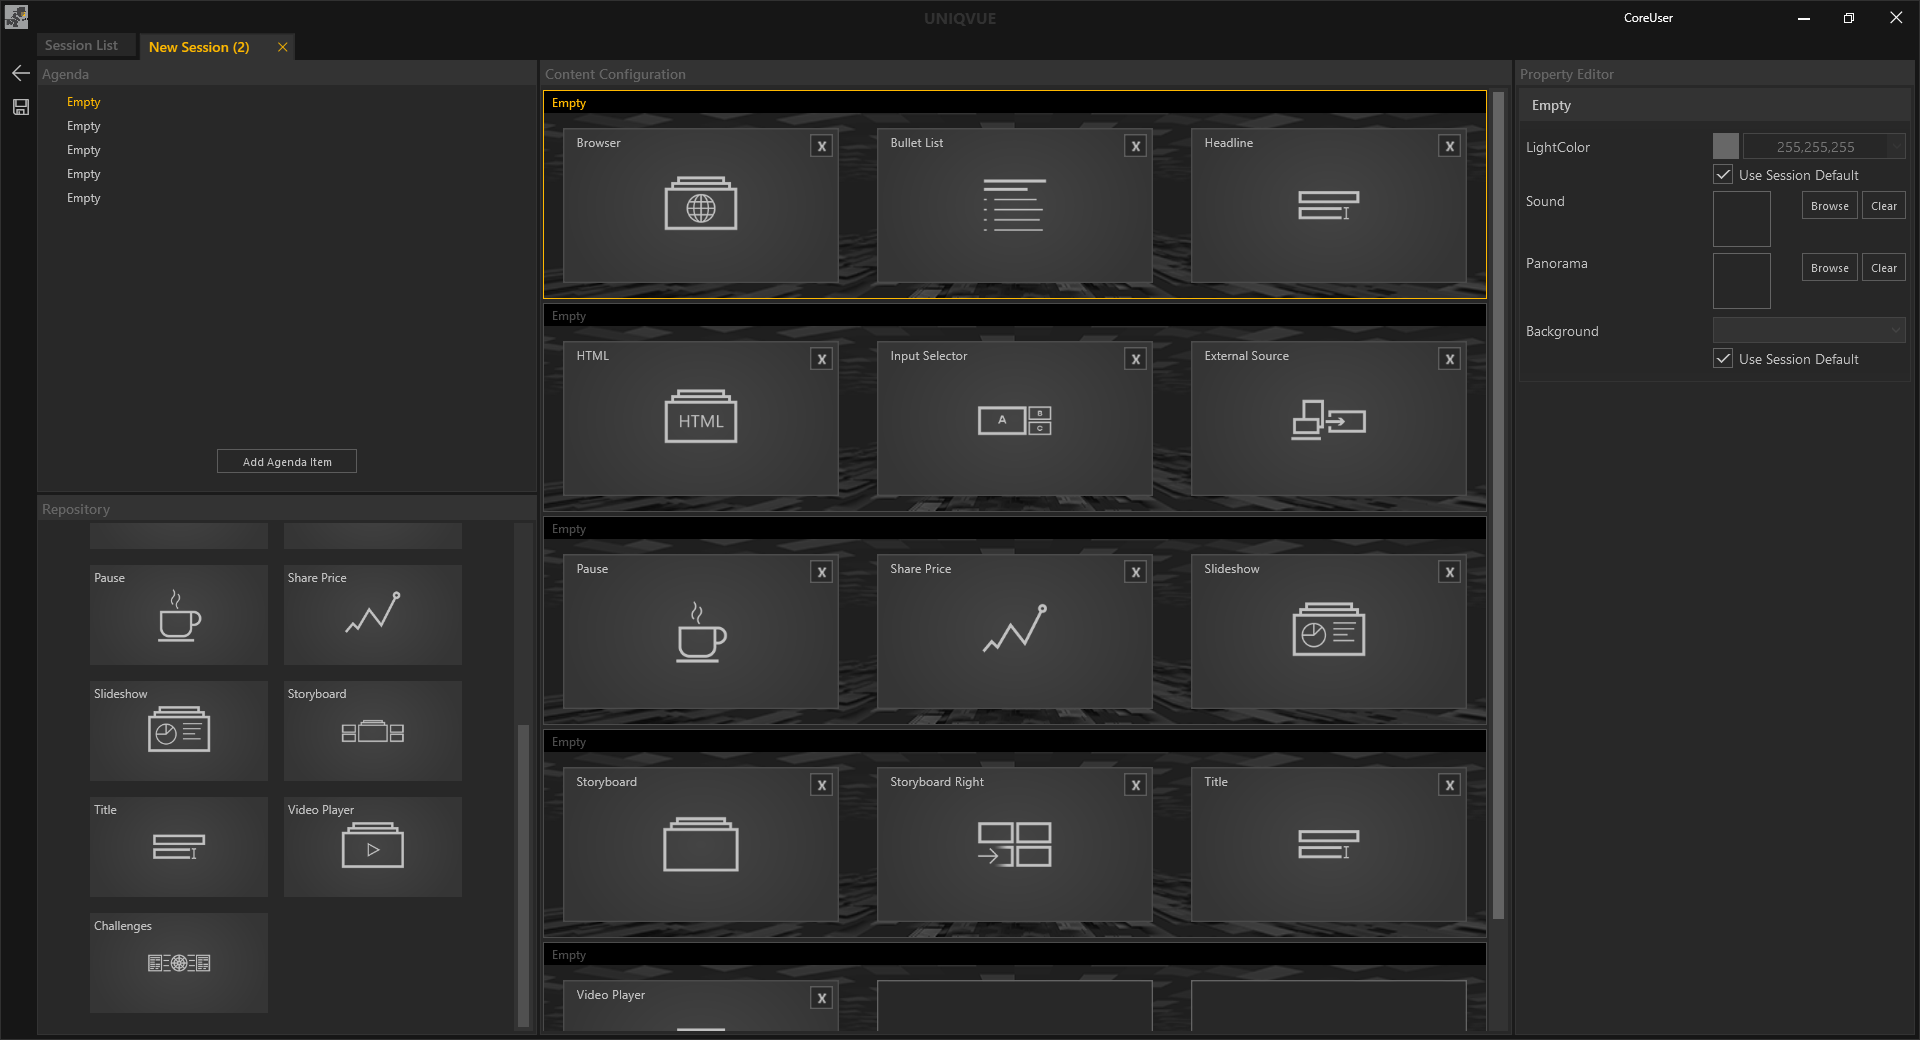 UNIQVUE
CoreUser
Session List
New Session (2)
Agenda
Empty
Empty
Empty
Empty
Empty
Add Agenda Item
Repository
Pause
Share Price
Slideshow
Storyboard
Title
Video Player
Challenges
Content Configuration
Empty
Browser
X
Bullet List
X
Headline
X
Empty
HTML
X
HTML
Input Selector
X
A
B
C
External Source
X
Empty
Pause
X
Share Price
X
Slideshow
X
Empty
Storyboard
X
Storyboard Right
X
Title
X
Empty
Video Player
X
Property Editor
Empty
LightColor
255,255,255
Use Session Default
Sound
Browse
Clear
Panorama
Browse
Clear
Background
Use Session Default